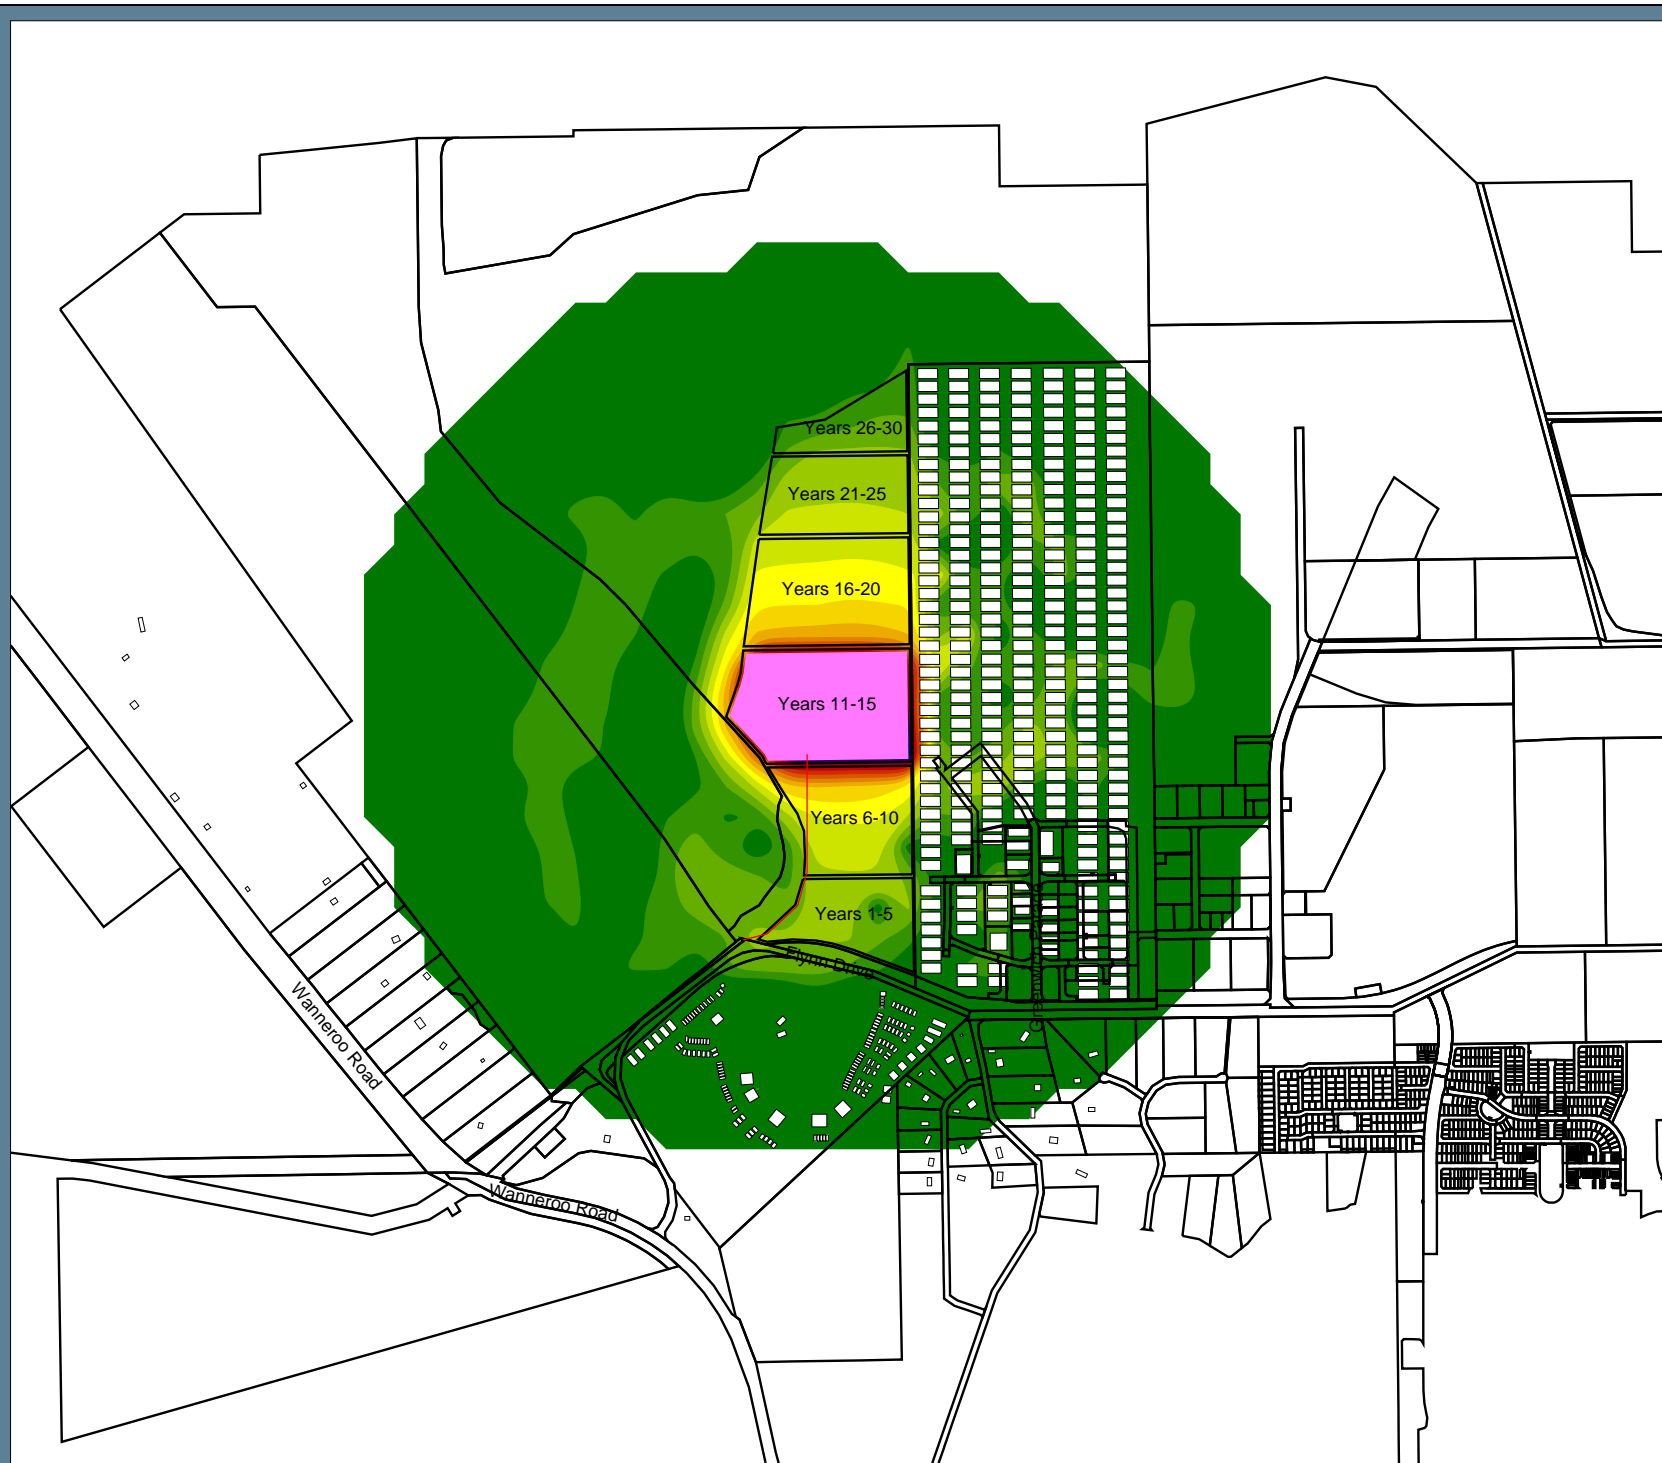 Years 26-30
Years 21-25
Years 16-20
Years 11-15
Years 6-10
Years 1-5
Flynn Drive
Wanneroo Road
Wanneroo Road